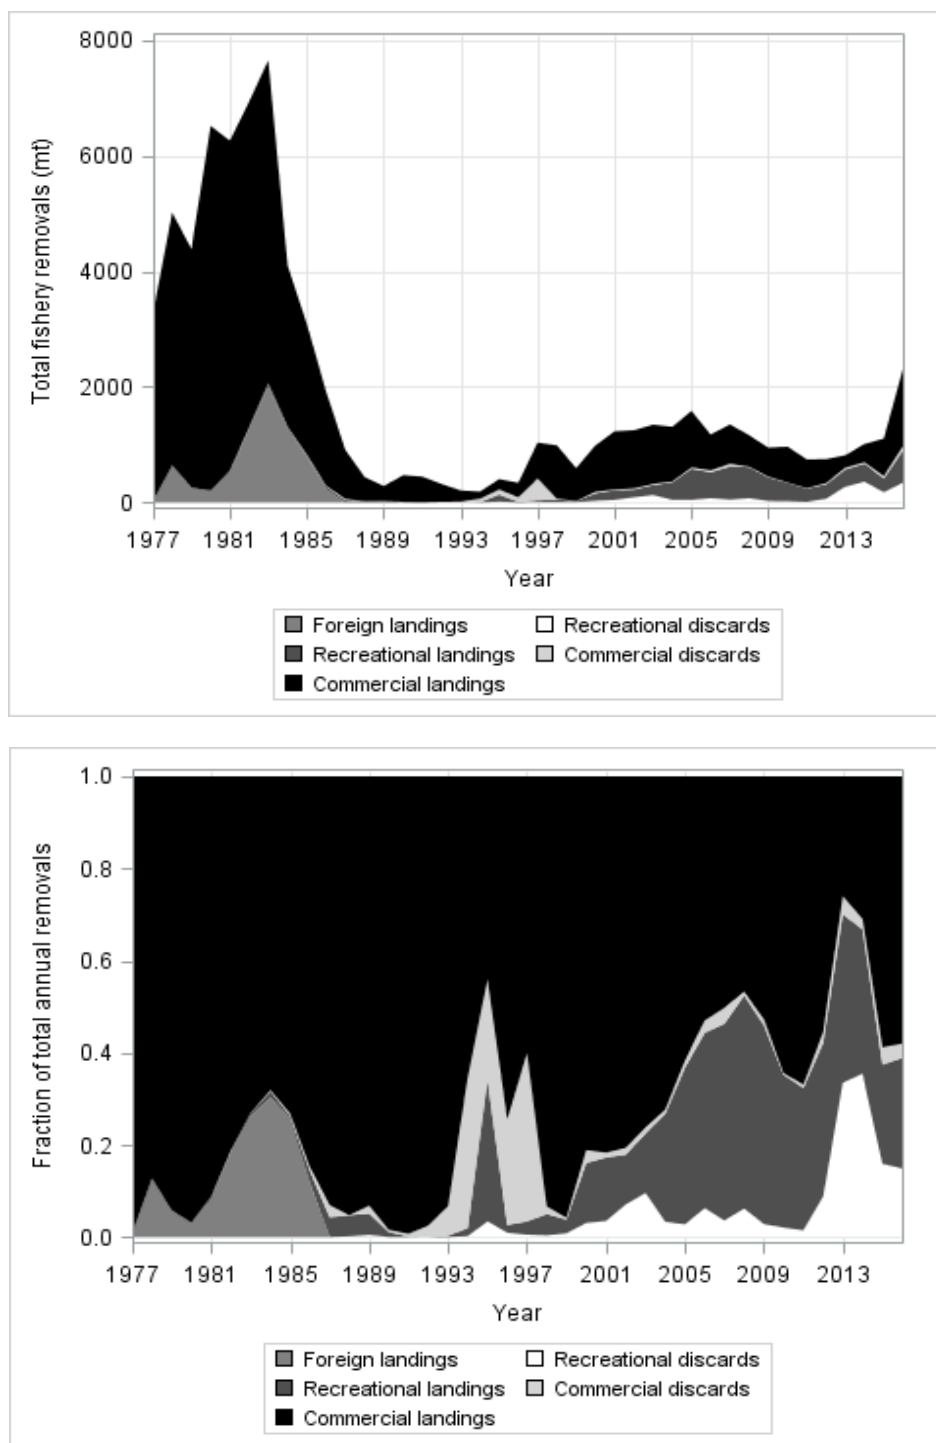 8000
6000
4000
2000
0
Total fishery removals (mt)
1977 1981 1985 1989 1993 1997 2001 2005 2009 2013
Year
Foreign landings Recreational discards
Recreational landings Commercial discards
Commercial landings
1.0
0.8
0.6
0.4
0.2
0.0
Fraction of total annual removals
1977 1981 1985 1989 1993 1997 2001 2005 2009 2013
Year
Foreign landings Recreational discards
Recreational landings Commercial discards
Commercial landings